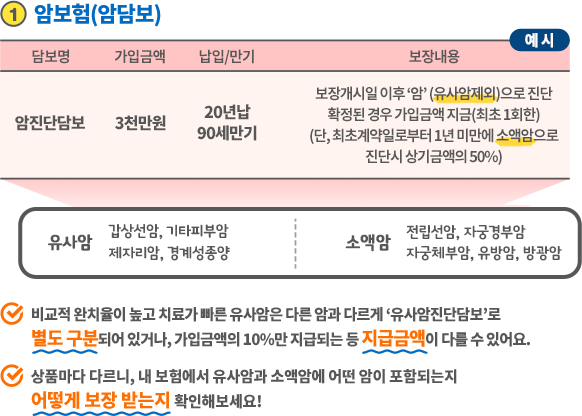 1 암보험(암담보)
예 시
담보명 가입금액 납입/만기 보장내용
암진단담보 3천만원 20년납 90세만기
보장개시일 이후 ‘암’ (유사암제외)으로 진단
확정된 경우 가입금액 지급(최초 1회한)
(단, 최초계약일로부터 1년 미만에 소액암으로
진단시 상기금액의 50%)
유사암
갑상선암, 기타피부암
제자리암, 경계성종양
소액암
전립선암, 자궁경부암
자궁체부암, 유방암, 방광암
비교적 완치율이 높고 치료가 빠른 유사암은 다른 암과 다르게 ‘유사암진단담보’로
별도 구분되어 있거나, 가입금액의 10%만 지급되는 등 지급금액이 다를 수 있어요.
상품마다 다르니, 내 보험에서 유사암과 소액암에 어떤 암이 포함되는지
어떻게 보장 받는지 확인해보세요!